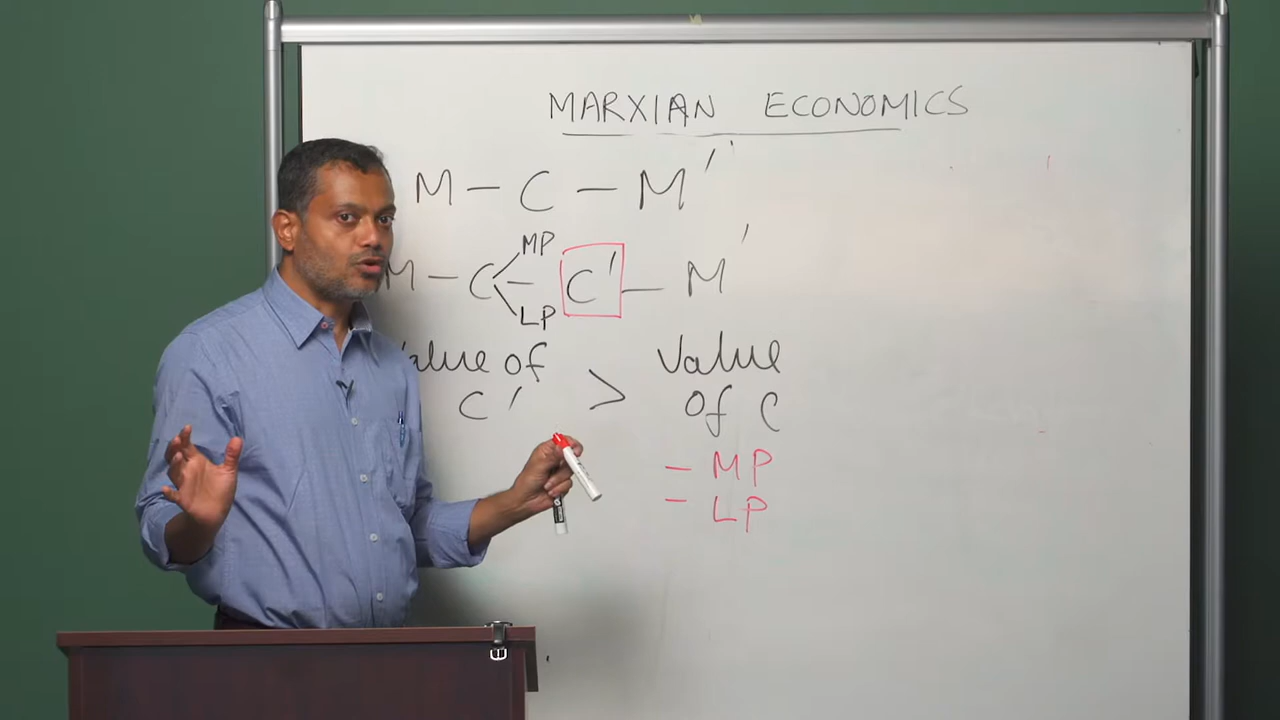 MARXIAN ECONOMICS
M – C – M′
M – C – C′ – M′
MP
LP
Value of C′ > Value of C
– MP
– LP